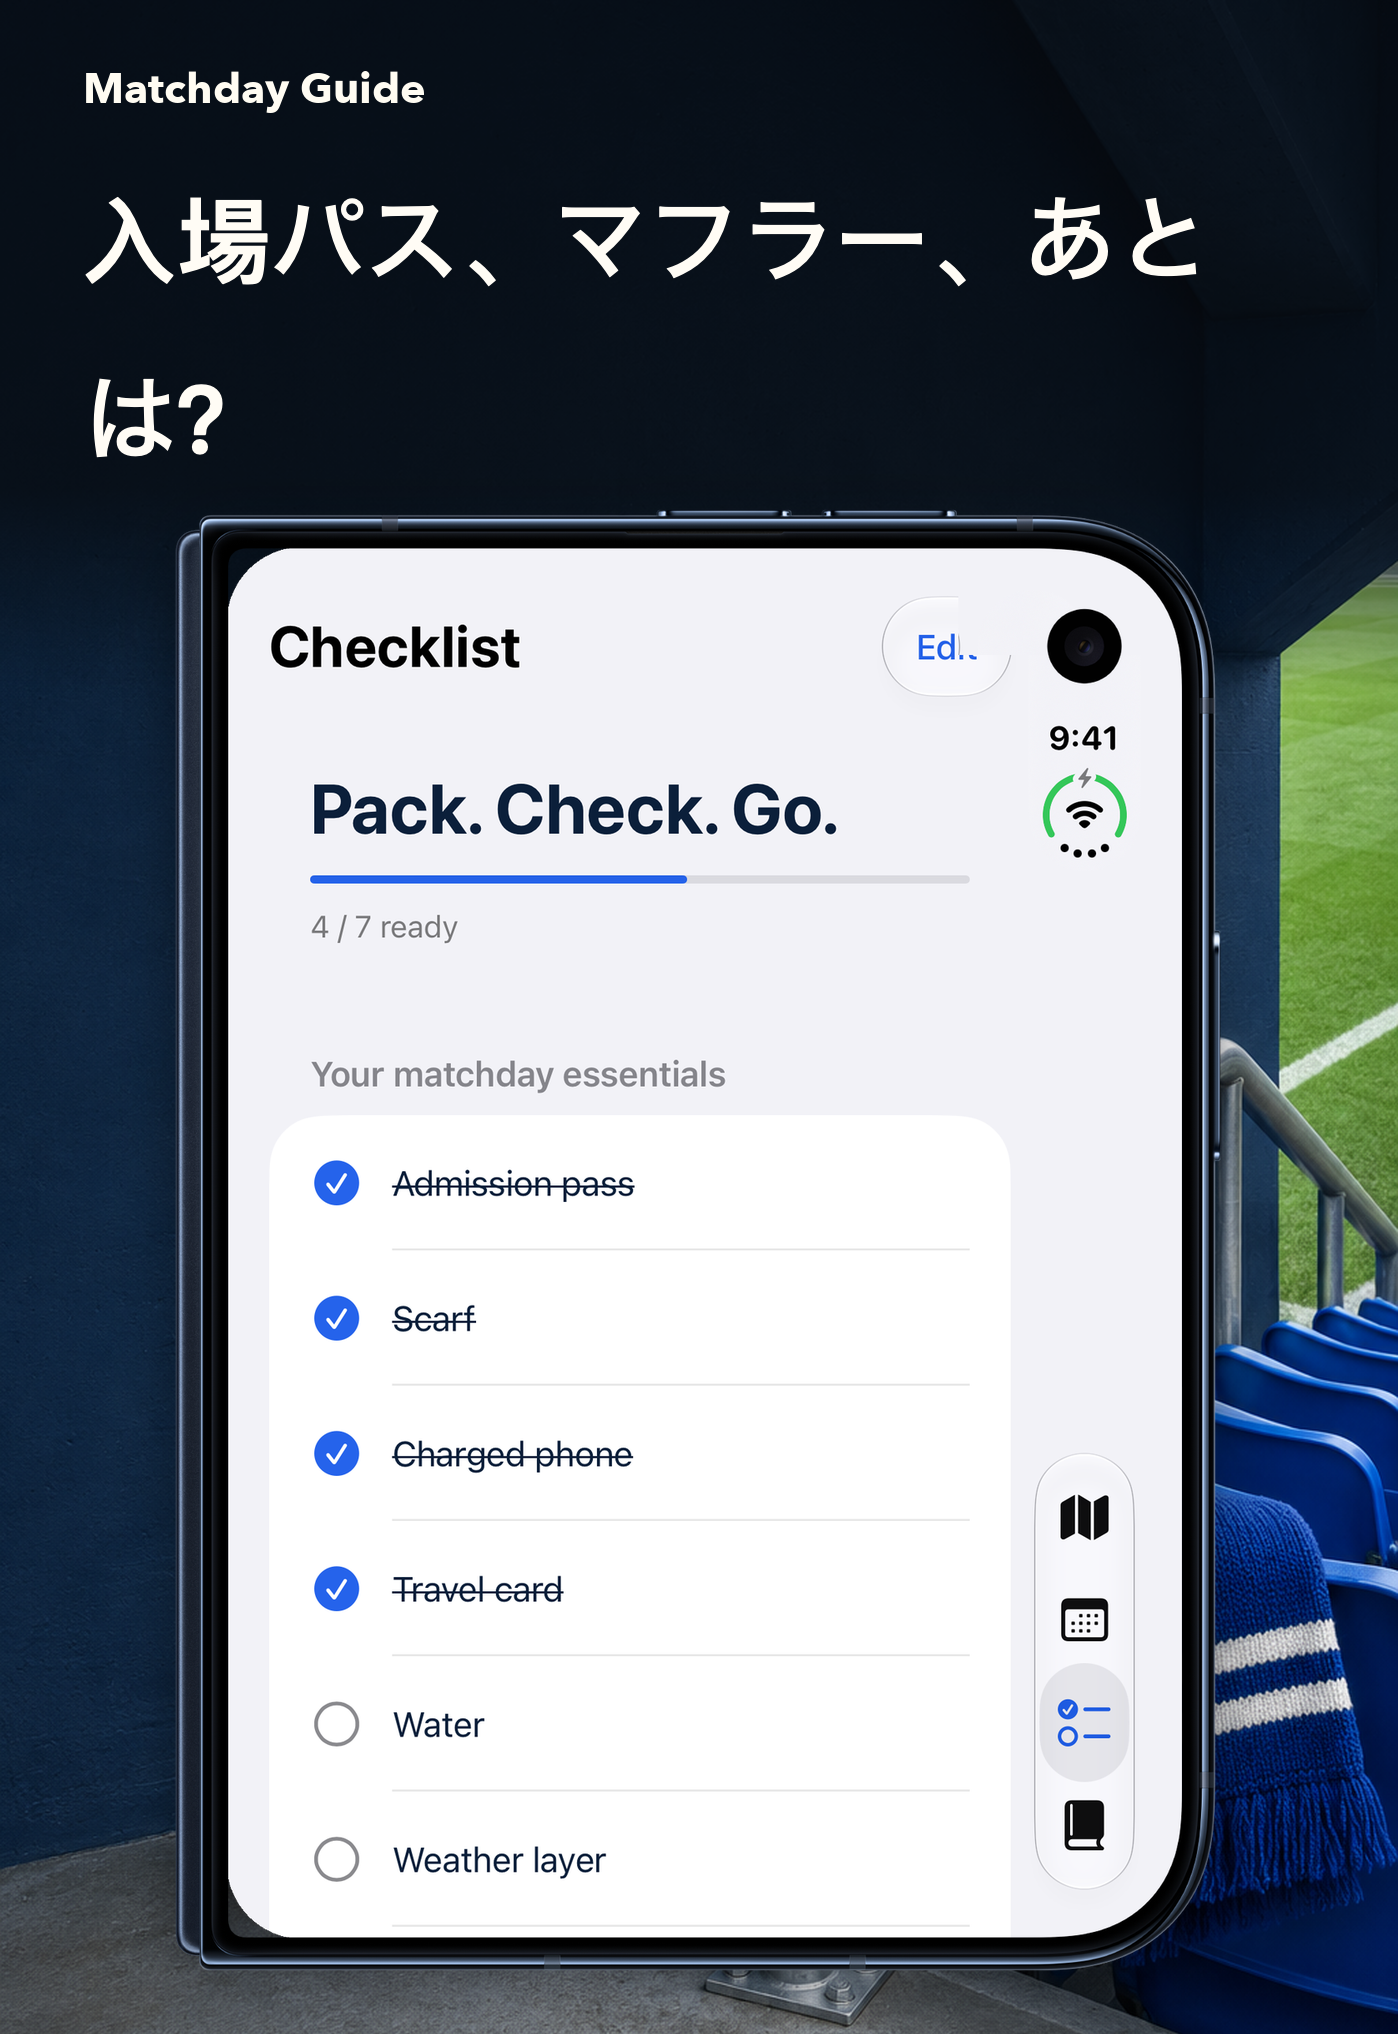 Matchday Guide
入場パス、マフラー、あと
は?
Checklist
9:41
Pack. Check. Go.
4 / 7 ready
Your matchday essentials
Admission pass
Scarf
Charged phone
Travel card
Water
Weather layer